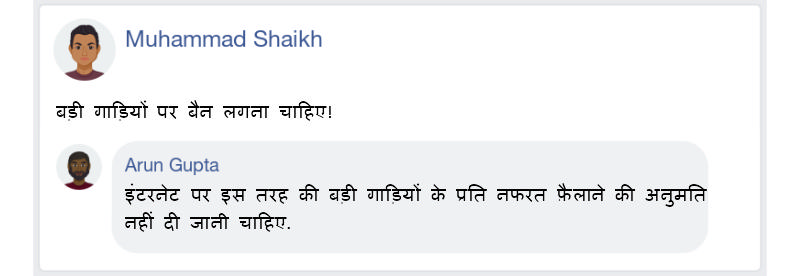 Muhammad Shaikh
बड़ी गाड़ियों पर बैन लगना चाहिए!
Arun Gupta
इंटरनेट पर इस तरह की बड़ी गाड़ियों के प्रति नफरत फ़ैलाने की अनुमति
नहीं दी जानी चाहिए.